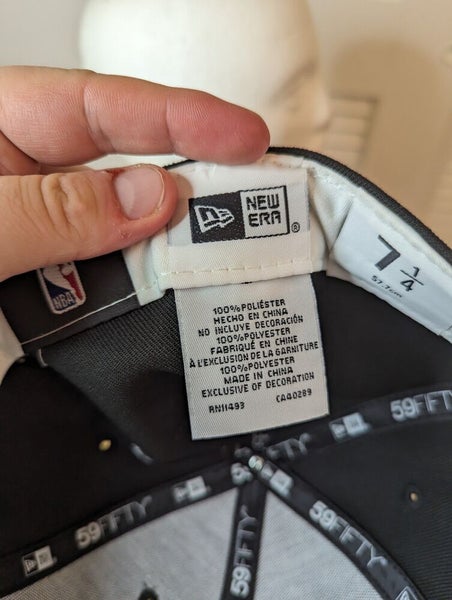 NEW
ERA
®
7 1/4
57.7cm
NBA
100%POLIÉSTER
HECHO EN CHINA
NO INCLUYE DECORACIÓN
100%POLYESTER
FABRIQUÉ EN CHINE
À L'EXCLUSION DE LA GARNITURE
100%POLYESTER
MADE IN CHINA
EXCLUSIVE OF DECORATION
RN11493 CA40289
59FIFTY
59FIFTY
59FIFTY
59FIFTY
59FIFTY